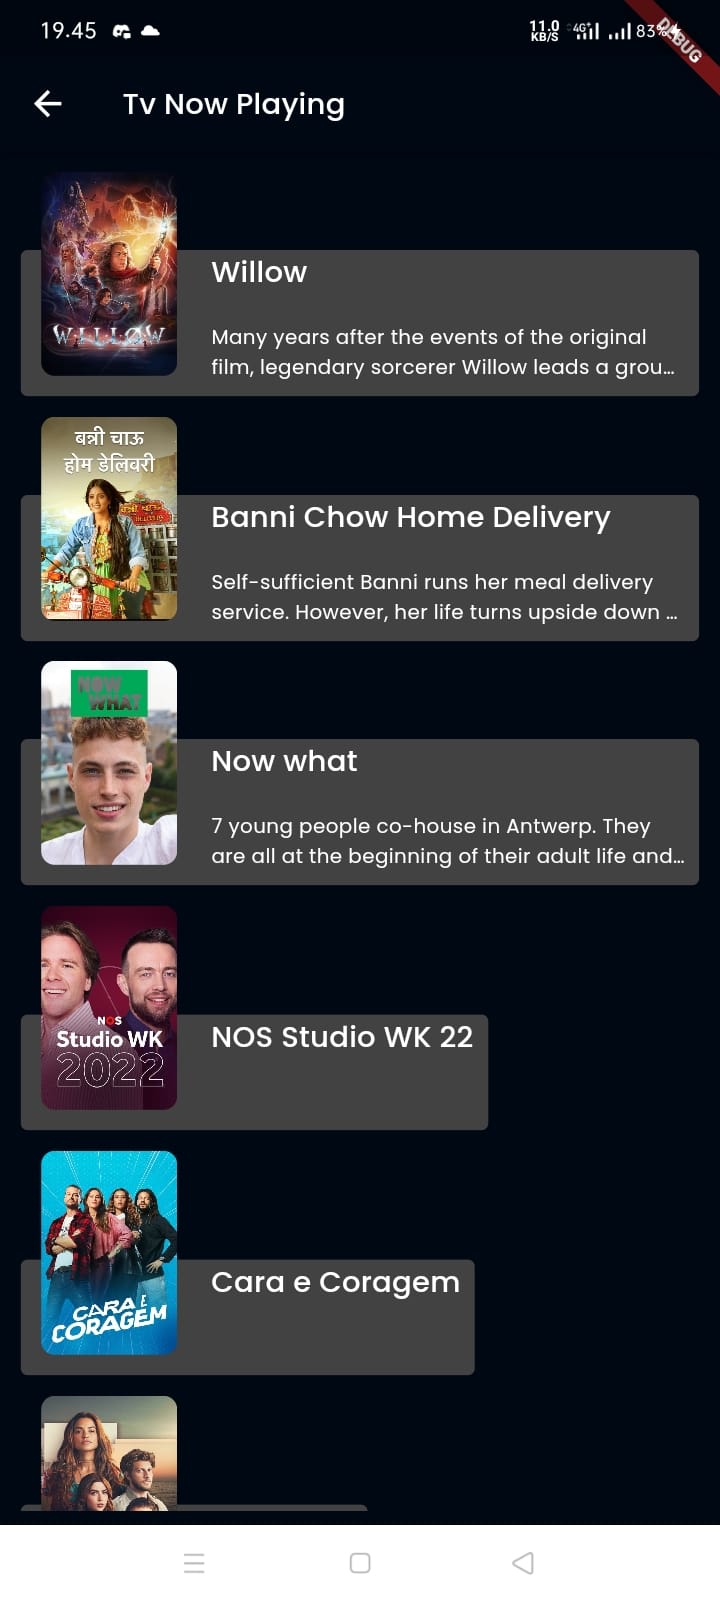 19.45
11.0
KB/S
4G+
83%
DEBUG
Tv Now Playing
WILLOW
Willow
Many years after the events of the original
film, legendary sorcerer Willow leads a grou...
बन्नी चाऊ
होम डेलिवरी
Banni Chow Home Delivery
Self-sufficient Banni runs her meal delivery
service. However, her life turns upside down ...
NOW
WHAT
Now what
7 young people co-house in Antwerp. They
are all at the beginning of their adult life and...
NOS
Studio WK
2022
NOS Studio WK 22
CARA E
CORAGEM
Cara e Coragem